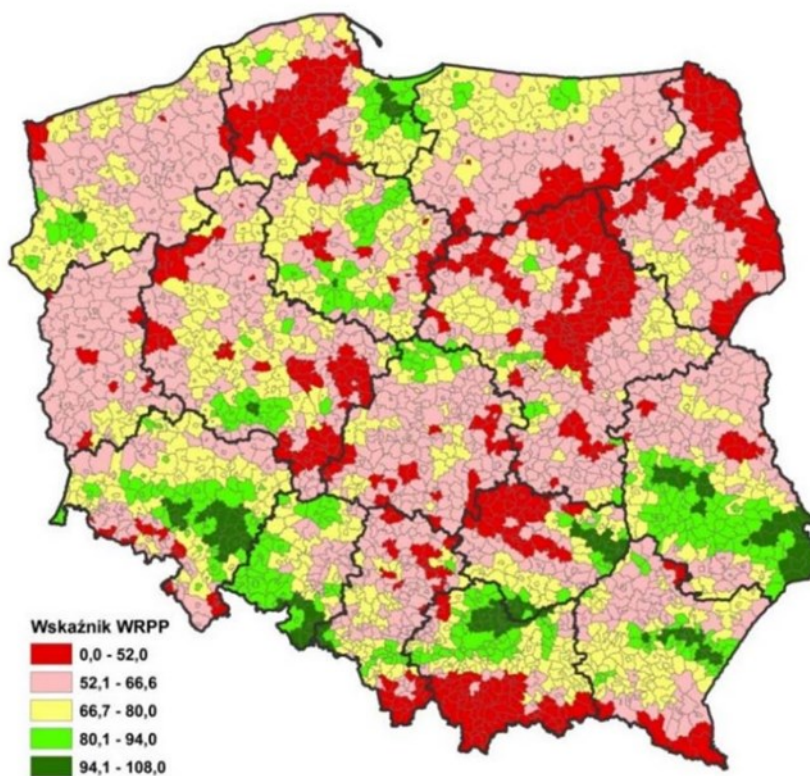 Wskaźnik WRPP
0,0 - 52,0
52,1 - 66,6
66,7 - 80,0
80,1 - 94,0
94,1 - 108,0